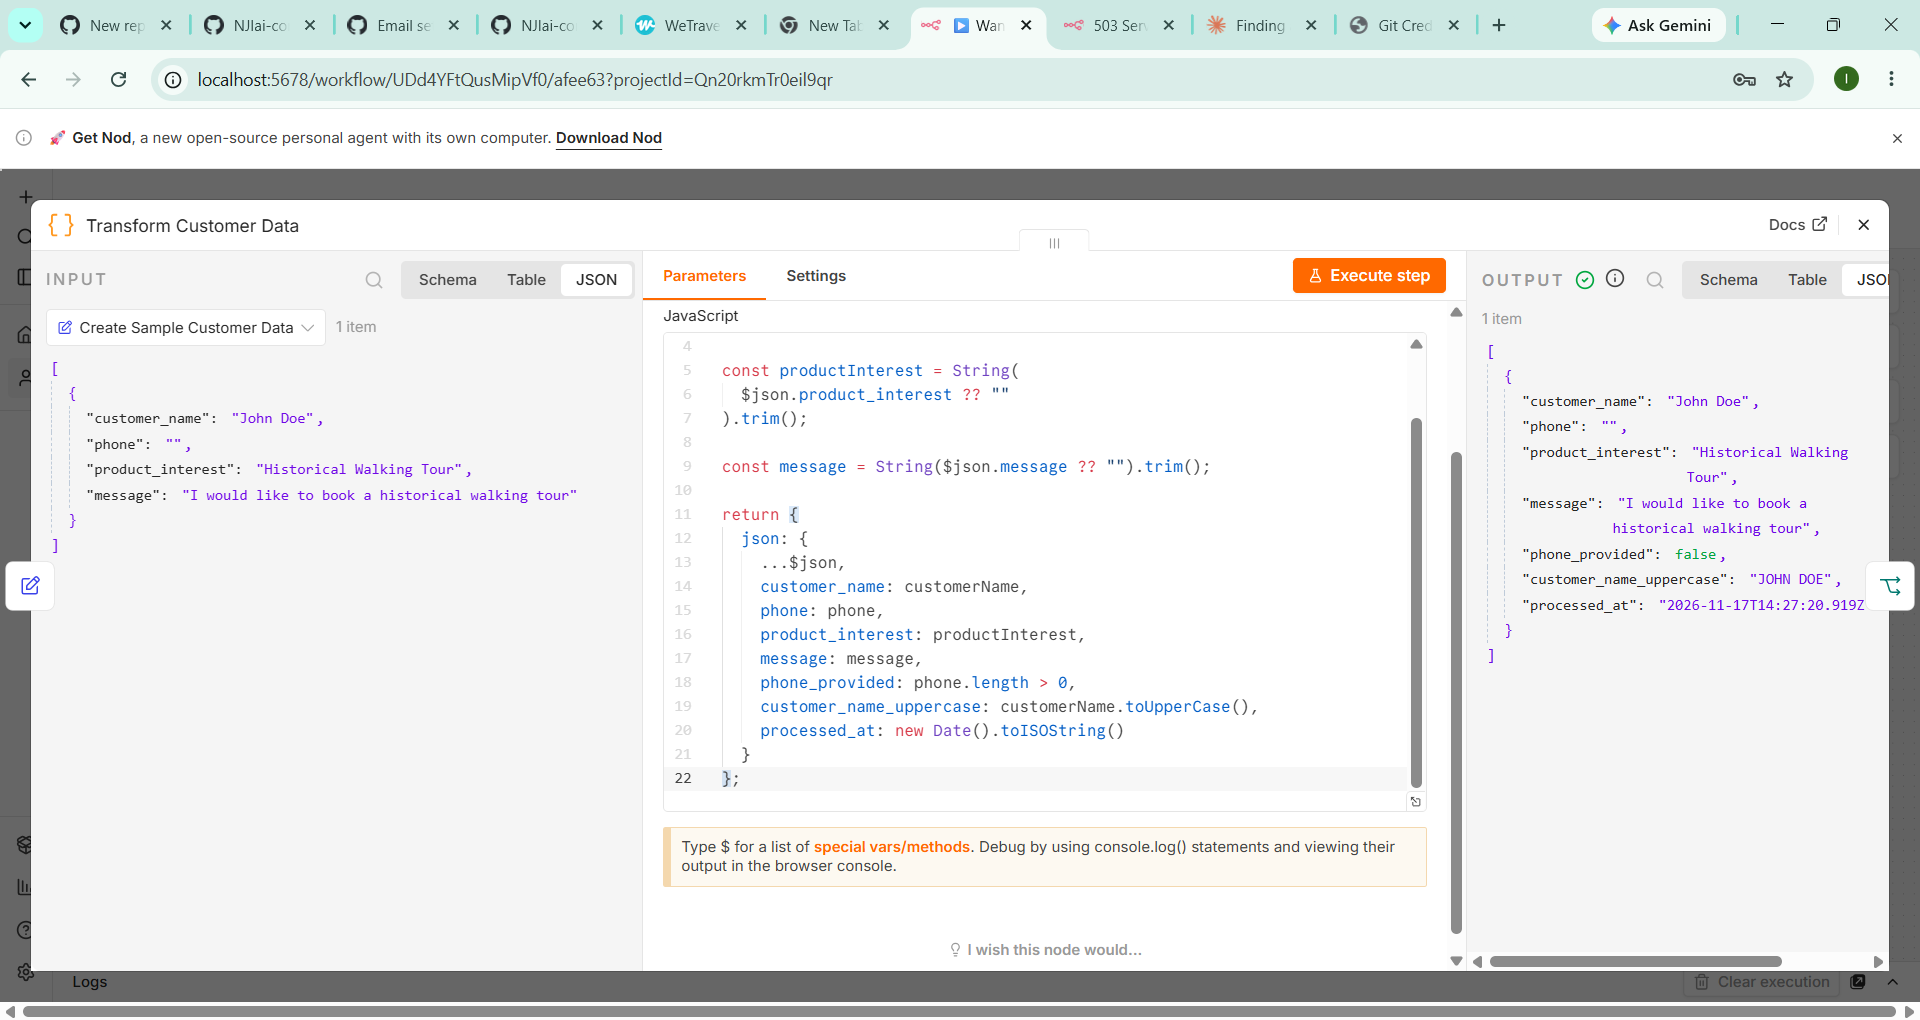 New rep
NJlai-co
Email se
NJlai-co
WeTrave
New Tab
Wan
503 Serv
Finding
Git Cred
Ask Gemini
localhost:5678/workflow/UDd4YFtQusMipVf0/afee63?projectId=Qn20rkmTr0eil9qr
I
🚀 Get Nod, a new open-source personal agent with its own computer. Download Nod
{} Transform Customer Data
Docs
INPUT
Schema Table JSON
Create Sample Customer Data 1 item
[
{
"customer_name": "John Doe",
"phone": "",
"product_interest": "Historical Walking Tour",
"message": "I would like to book a historical walking tour"
}
]
Parameters Settings
Execute step
JavaScript
4
5 const productInterest = String(
6 $json.product_interest ?? ""
7 ).trim();
8
9 const message = String($json.message ?? "").trim();
10
11 return {
12 json: {
13 ...$json,
14 customer_name: customerName,
15 phone: phone,
16 product_interest: productInterest,
17 message: message,
18 phone_provided: phone.length > 0,
19 customer_name_uppercase: customerName.toUpperCase(),
20 processed_at: new Date().toISOString()
21 }
22 };
Type $ for a list of special vars/methods. Debug by using console.log() statements and viewing their
output in the browser console.
I wish this node would...
OUTPUT
Schema Table JSO
1 item
[
{
"customer_name": "John Doe",
"phone": "",
"product_interest": "Historical Walking
Tour",
"message": "I would like to book a
historical walking tour",
"phone_provided": false,
"customer_name_uppercase": "JOHN DOE",
"processed_at": "2026-11-17T14:27:20.919Z
}
]
Logs
Clear execution